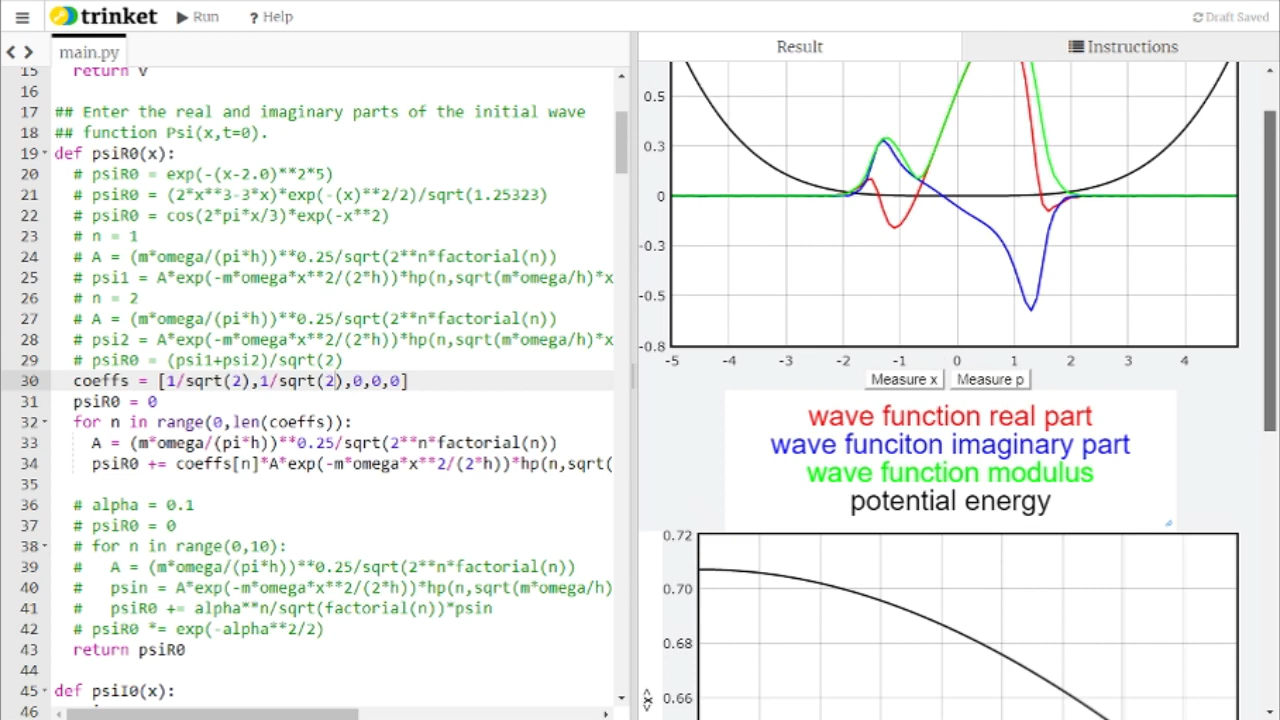 trinket
Run
? Help
Draft Saved
main.py
Result
Instructions
15 return v
16
17 ## Enter the real and imaginary parts of the initial wave
18 ## function Psi(x,t=0).
19 def psiR0(x):
20 # psiR0 = exp(-(x-2.0)**2*5)
21 # psiR0 = (2*x**3-3*x)*exp(-(x)**2/2)/sqrt(1.25323)
22 # psiR0 = cos(2*pi*x/3)*exp(-x**2)
23 # n = 1
24 # A = (m*omega/(pi*h))**0.25/sqrt(2**n*factorial(n))
25 # psi1 = A*exp(-m*omega*x**2/(2*h))*hp(n,sqrt(m*omega/h)*x
26 # n = 2
27 # A = (m*omega/(pi*h))**0.25/sqrt(2**n*factorial(n))
28 # psi2 = A*exp(-m*omega*x**2/(2*h))*hp(n,sqrt(m*omega/h)*x
29 # psiR0 = (psi1+psi2)/sqrt(2)
30 coeffs = [1/sqrt(2),1/sqrt(2),0,0,0]
31 psiR0 = 0
32 for n in range(0,len(coeffs)):
33 A = (m*omega/(pi*h))**0.25/sqrt(2**n*factorial(n))
34 psiR0 += coeffs[n]*A*exp(-m*omega*x**2/(2*h))*hp(n,sqrt(
35
36 # alpha = 0.1
37 # psiR0 = 0
38 # for n in range(0,10):
39 # A = (m*omega/(pi*h))**0.25/sqrt(2**n*factorial(n))
40 # psin = A*exp(-m*omega*x**2/(2*h))*hp(n,sqrt(m*omega/h)
41 # psiR0 += alpha**n/sqrt(factorial(n))*psin
42 # psiR0 *= exp(-alpha**2/2)
43 return psiR0
44
45 def psiI0(x):
46
0.5
0.3
0
-0.3
-0.5
-0.8
-5 -4 -3 -2 -1 0 1 2 3 4
Measure x Measure p
wave function real part
wave funciton imaginary part
wave function modulus
potential energy
0.72
0.70
0.68
0.66
<x>